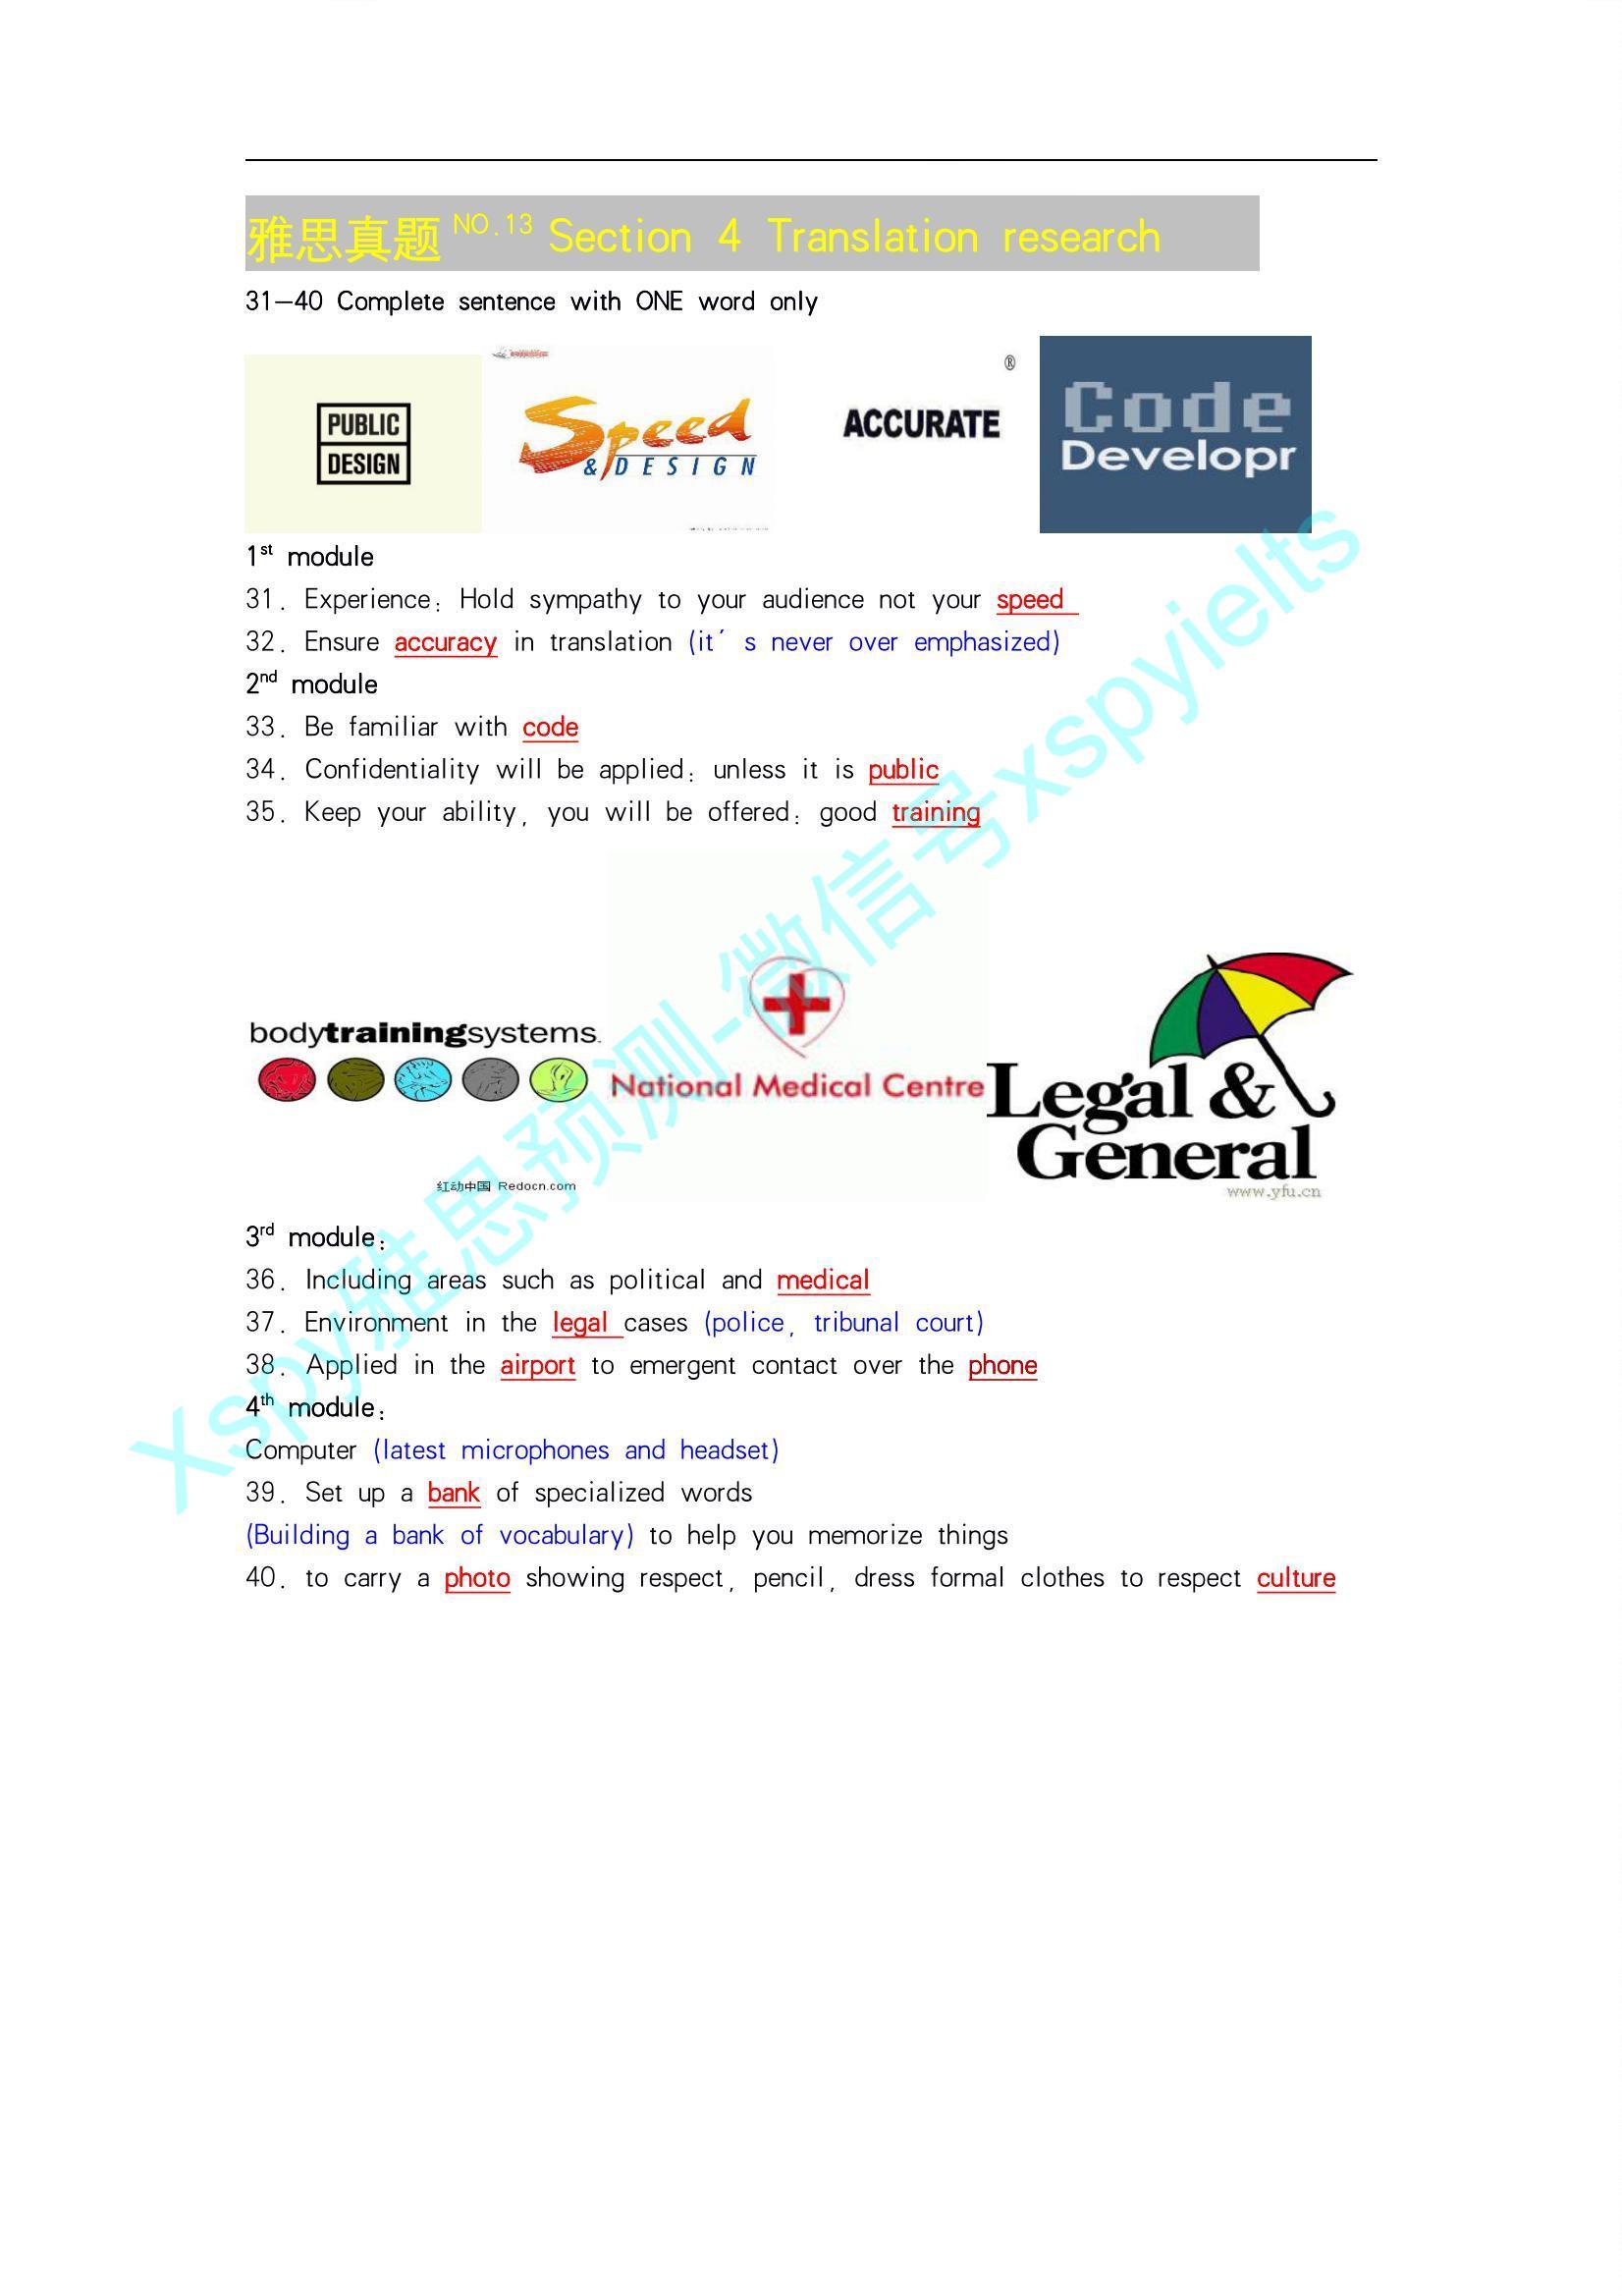 雅思真题 NO.13 Section 4 Translation research
31—40 Complete sentence with ONE word only
PUBLIC
DESIGN
Speed
& DESIGN
ACCURATE ®
Code
Developr
1st module
31. Experience: Hold sympathy to your audience not your speed
32. Ensure accuracy in translation (it′s never over emphasized)
2nd module
33. Be familiar with code
34. Confidentiality will be applied: unless it is public
35. Keep your ability, you will be offered: good training
bodytrainingsystems
红动中国 Redocn.com
National Medical Centre
Legal &
General
www.yfu.cn
3rd module:
36. Including areas such as political and medical
37. Environment in the legal cases (police, tribunal court)
38. Applied in the airport to emergent contact over the phone
4th module:
Computer (latest microphones and headset)
39. Set up a bank of specialized words
(Building a bank of vocabulary) to help you memorize things
40. to carry a photo showing respect, pencil, dress formal clothes to respect culture
Xspy雅思预测-微信号xspyielts